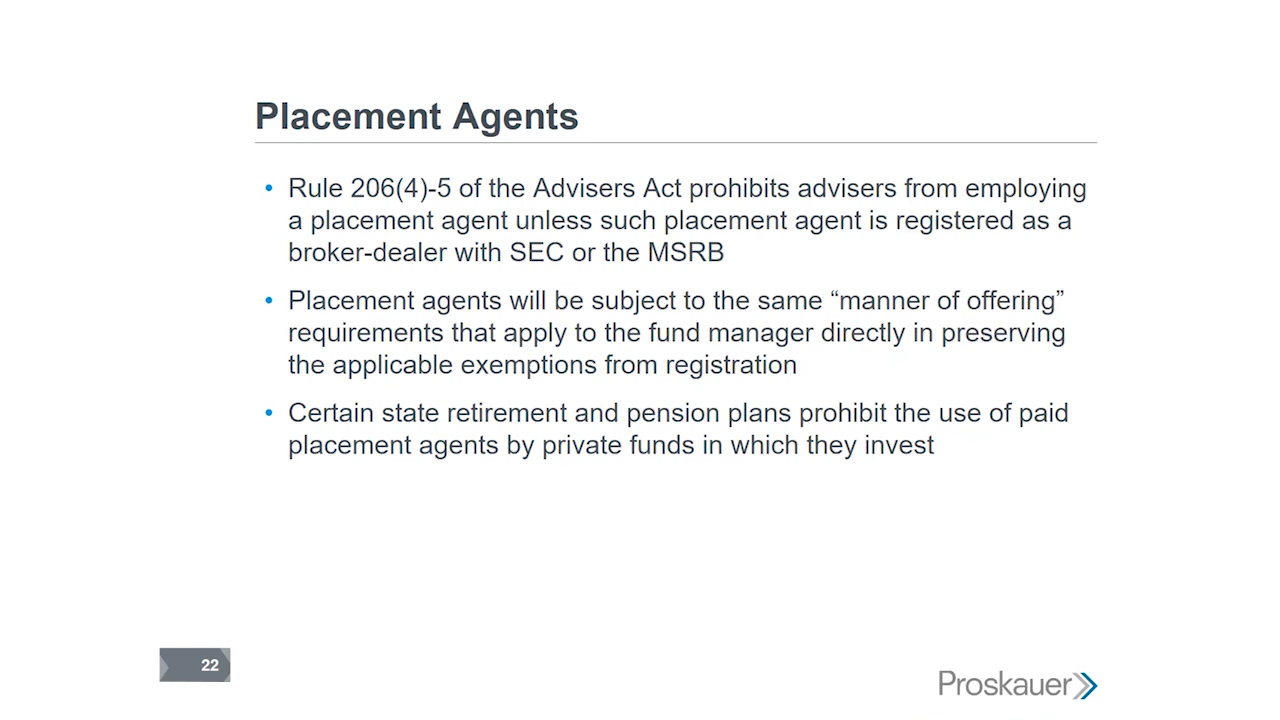 Placement Agents
• Rule 206(4)-5 of the Advisers Act prohibits advisers from employing
a placement agent unless such placement agent is registered as a
broker-dealer with SEC or the MSRB
• Placement agents will be subject to the same “manner of offering”
requirements that apply to the fund manager directly in preserving
the applicable exemptions from registration
• Certain state retirement and pension plans prohibit the use of paid
placement agents by private funds in which they invest
22
Proskauer